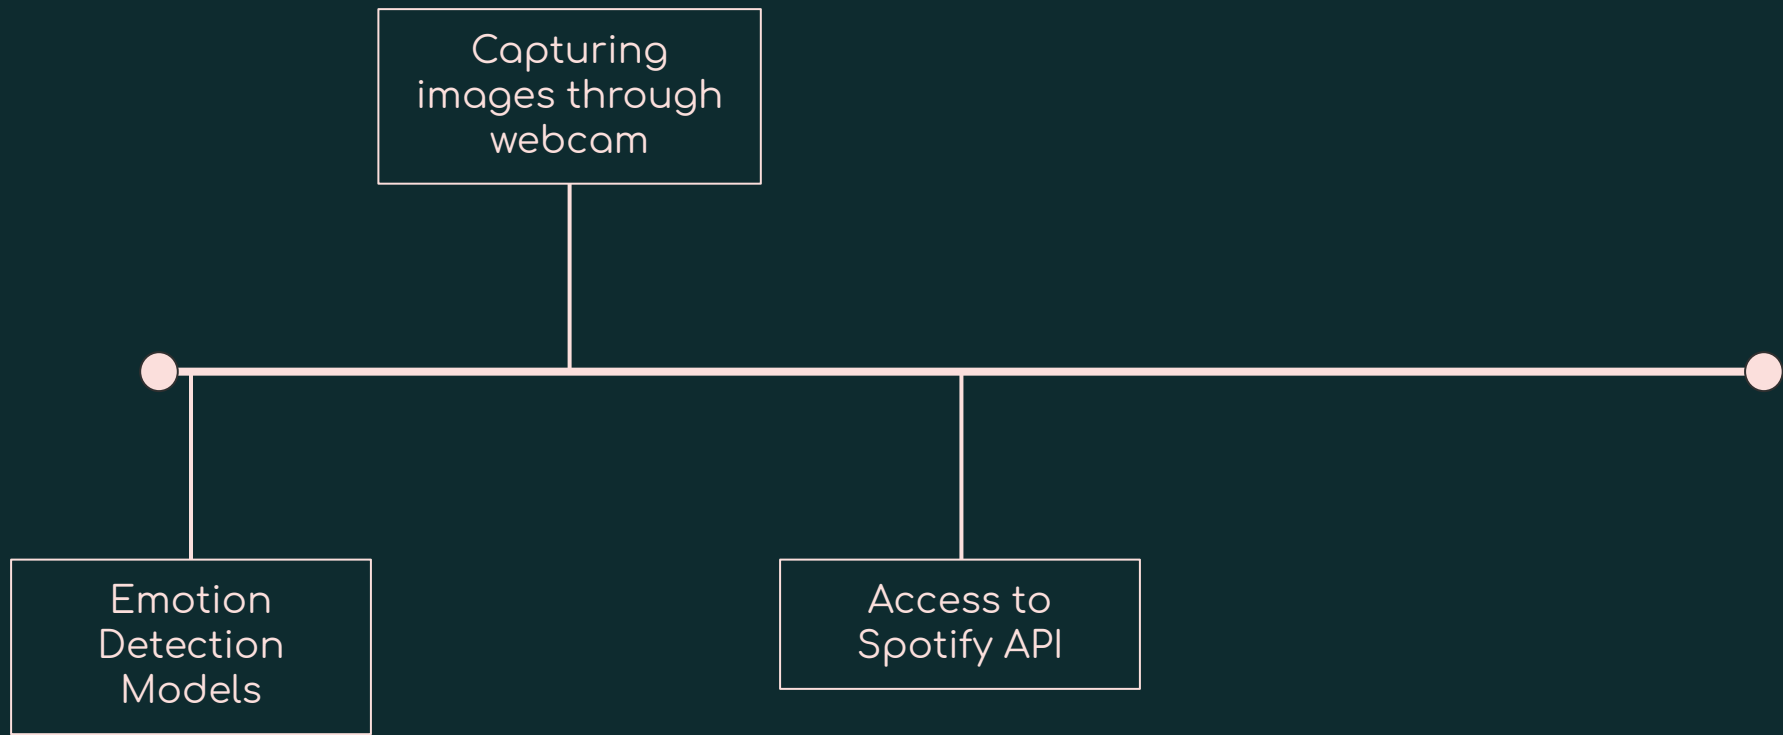 Capturing
images through
webcam
Emotion
Detection
Models
Access to
Spotify API